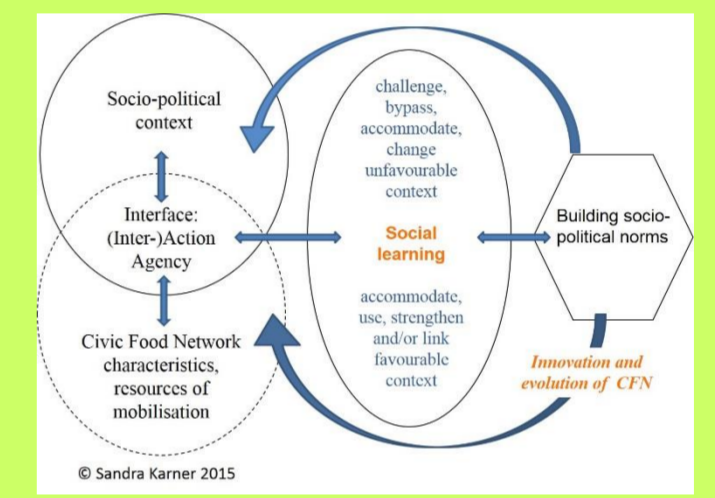 Socio-political
context
Interface:
(Inter-)Action
Agency
Civic Food Network
characteristics,
resources of
mobilisation
challenge,
bypass,
accommodate,
change
unfavourable
context
Social
learning
accommodate,
use, strengthen
and/or link
favourable
context
Building socio-
political norms
Innovation and
evolution of CFN
© Sandra Karner 2015